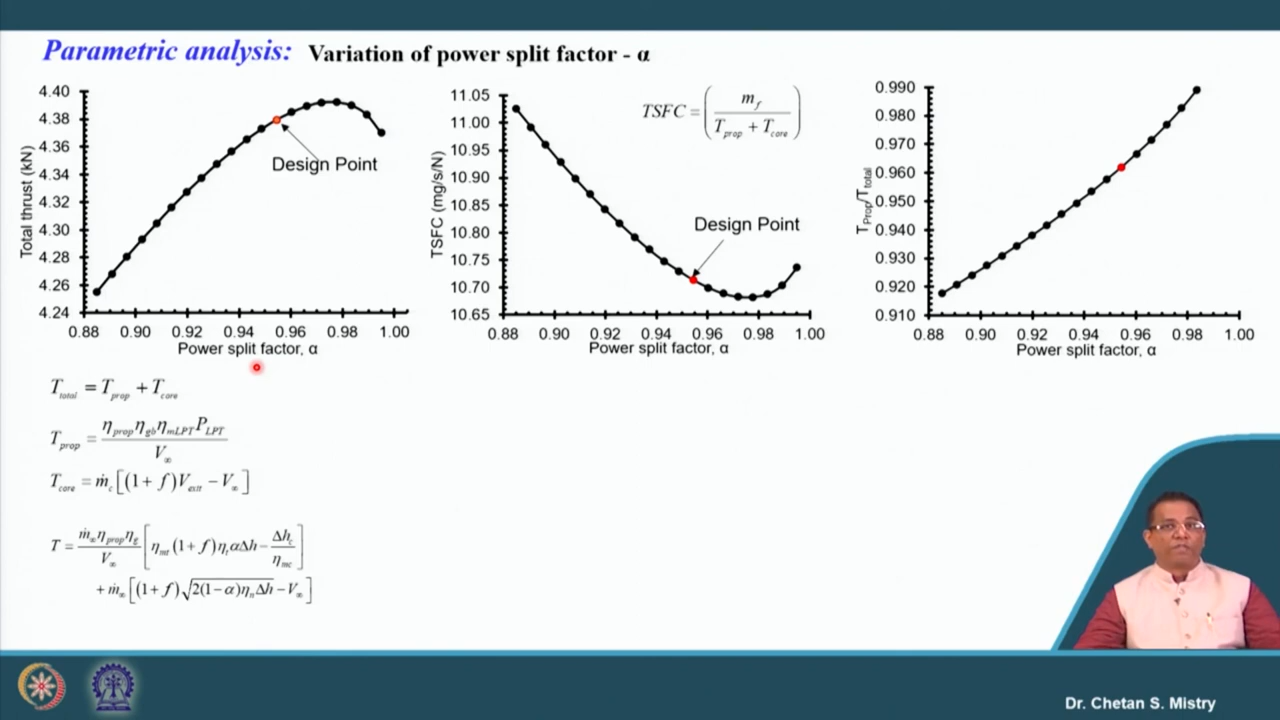 Parametric analysis: Variation of power split factor - α
4.40
4.38
4.36
4.34
4.32
4.30
4.28
4.26
4.24
Total thrust (kN)
Design Point
0.88 0.90 0.92 0.94 0.96 0.98 1.00
Power split factor, α
11.05
11.00
10.95
10.90
10.85
10.80
10.75
10.70
10.65
TSFC (mg/s/N)
TSFC = ( m_f / (T_prop + T_core) )
Design Point
0.88 0.90 0.92 0.94 0.96 0.98 1.00
Power split factor, α
0.990
0.980
0.970
0.960
0.950
0.940
0.930
0.920
0.910
T_Prop/T_total
0.88 0.90 0.92 0.94 0.96 0.98 1.00
Power split factor, α
T_total = T_prop + T_core
T_prop = η_prop η_gb η_mLPT P_LPT / V_∞
T_core = ṁ_c [(1 + f)V_exit − V_∞]
T = ṁ_∞ η_prop η_g / V_∞ [η_mt (1 + f) η_t αΔh − Δh_c / η_mc]
+ ṁ_∞ [(1 + f)√(2(1−α)η_n Δh) − V_∞]
Dr. Chetan S. Mistry